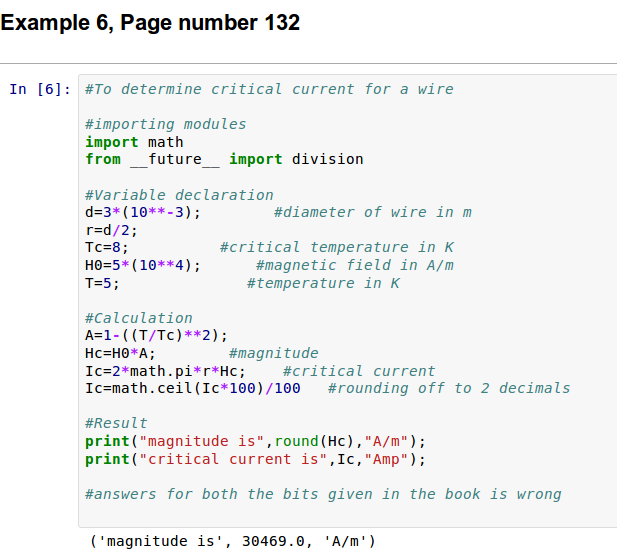 Example 6, Page number 132
In [6]: #To determine critical current for a wire
#importing modules
import math
from __future__ import division
#Variable declaration
d=3*(10**-3);        #diameter of wire in m
r=d/2;
Tc=8;          #critical temperature in K
H0=5*(10**4);      #magnetic field in A/m
T=5;              #temperature in K
#Calculation
A=1-((T/Tc)**2);
Hc=H0*A;        #magnitude
Ic=2*math.pi*r*Hc;    #critical current
Ic=math.ceil(Ic*100)/100   #rounding off to 2 decimals
#Result
print("magnitude is",round(Hc),"A/m");
print("critical current is",Ic,"Amp");
#answers for both the bits given in the book is wrong
('magnitude is', 30469.0, 'A/m')